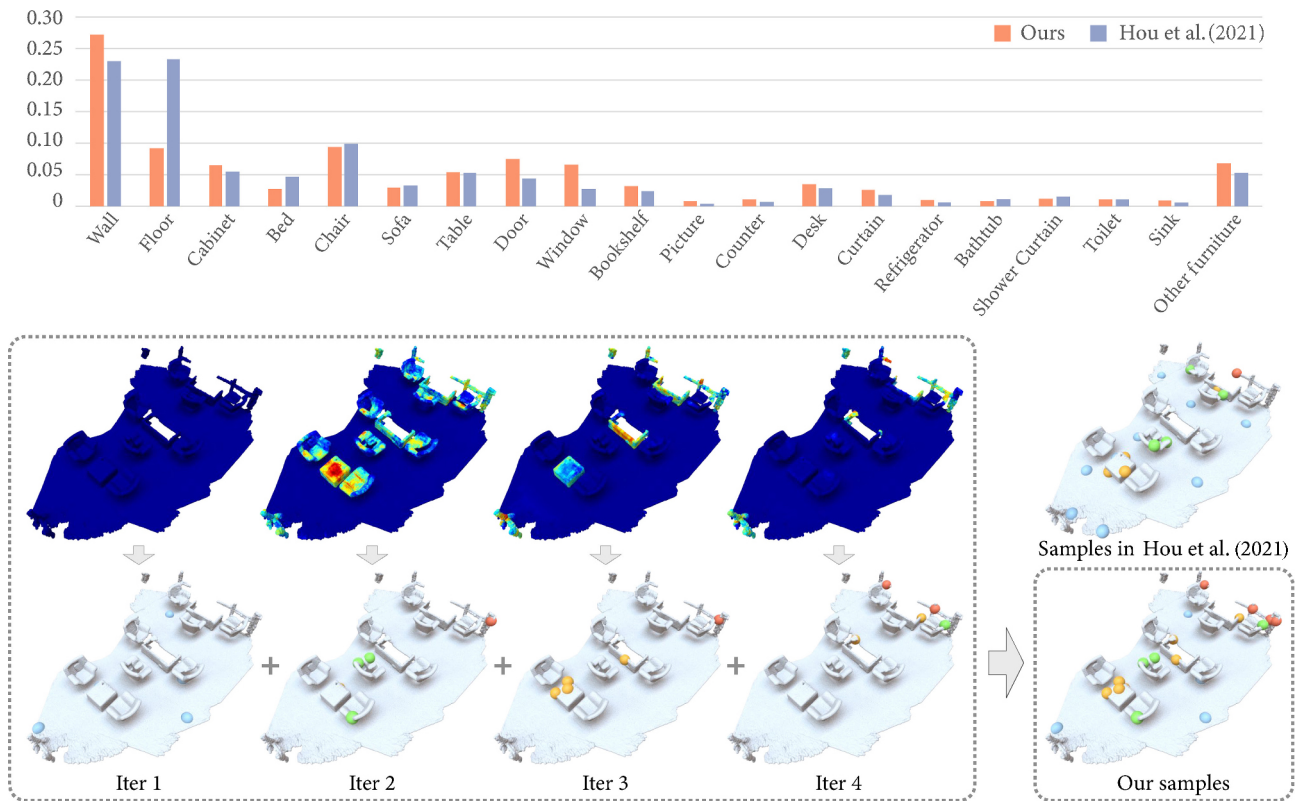 0.30
0.25
0.20
0.15
0.10
0.05
0
Ours
Hou et al. (2021)
Wall
Floor
Cabinet
Bed
Chair
Sofa
Table
Door
Window
Bookshelf
Picture
Counter
Desk
Curtain
Refrigerator
Bathtub
Shower Curtain
Toilet
Sink
Other furniture
Samples in Hou et al. (2021)
+
+
+
Iter 1
Iter 2
Iter 3
Iter 4
Our samples